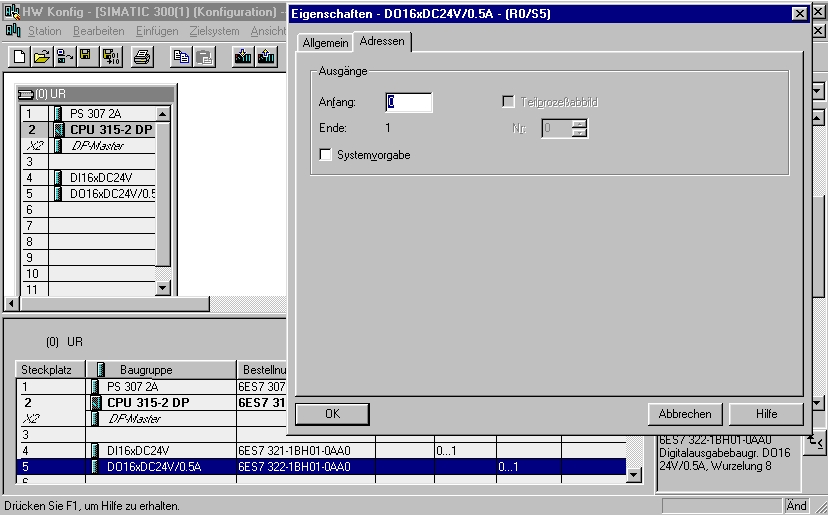 HW Konfig - [SIMATIC 300(1) (Konfiguration) -
Station Bearbeiten Einfügen Zielsystem Ansicht
(0) UR
1 PS 307 2A
2 CPU 315-2 DP
X2 DP-Master
3
4 DI16xDC24V
5 DO16xDC24V/0.5
6
7
8
9
10
11
Eigenschaften - DO16xDC24V/0.5A - (R0/S5)
Allgemein Adressen
Ausgänge
Anfang: 0
Teilprozeßabbild
Ende: 1
Nr: 0
Systemvorgabe
OK Abbrechen Hilfe
(0) UR
Steckplatz Baugruppe Bestellnu
1 PS 307 2A 6ES7 307
2 CPU 315-2 DP 6ES7 31
X2 DP-Master
3
4 DI16xDC24V 6ES7 321-1BH01-0AA0 0...1
5 DO16xDC24V/0.5A 6ES7 322-1BH01-0AA0 0...1
6ES7 322-1BH01-0AA0
Digitalausgabebaugr. DO16
24V/0.5A, Wurzelung 8
Drücken Sie F1, um Hilfe zu erhalten.
Änd